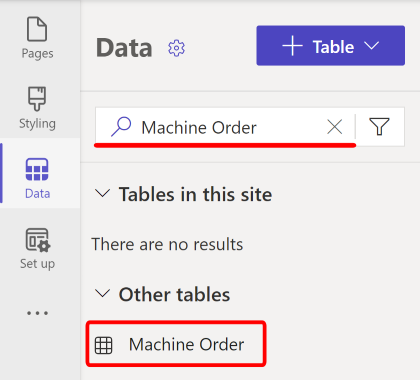 Pages
Styling
Data
Set up
Data
Table
Machine Order
Tables in this site
There are no results
Other tables
Machine Order